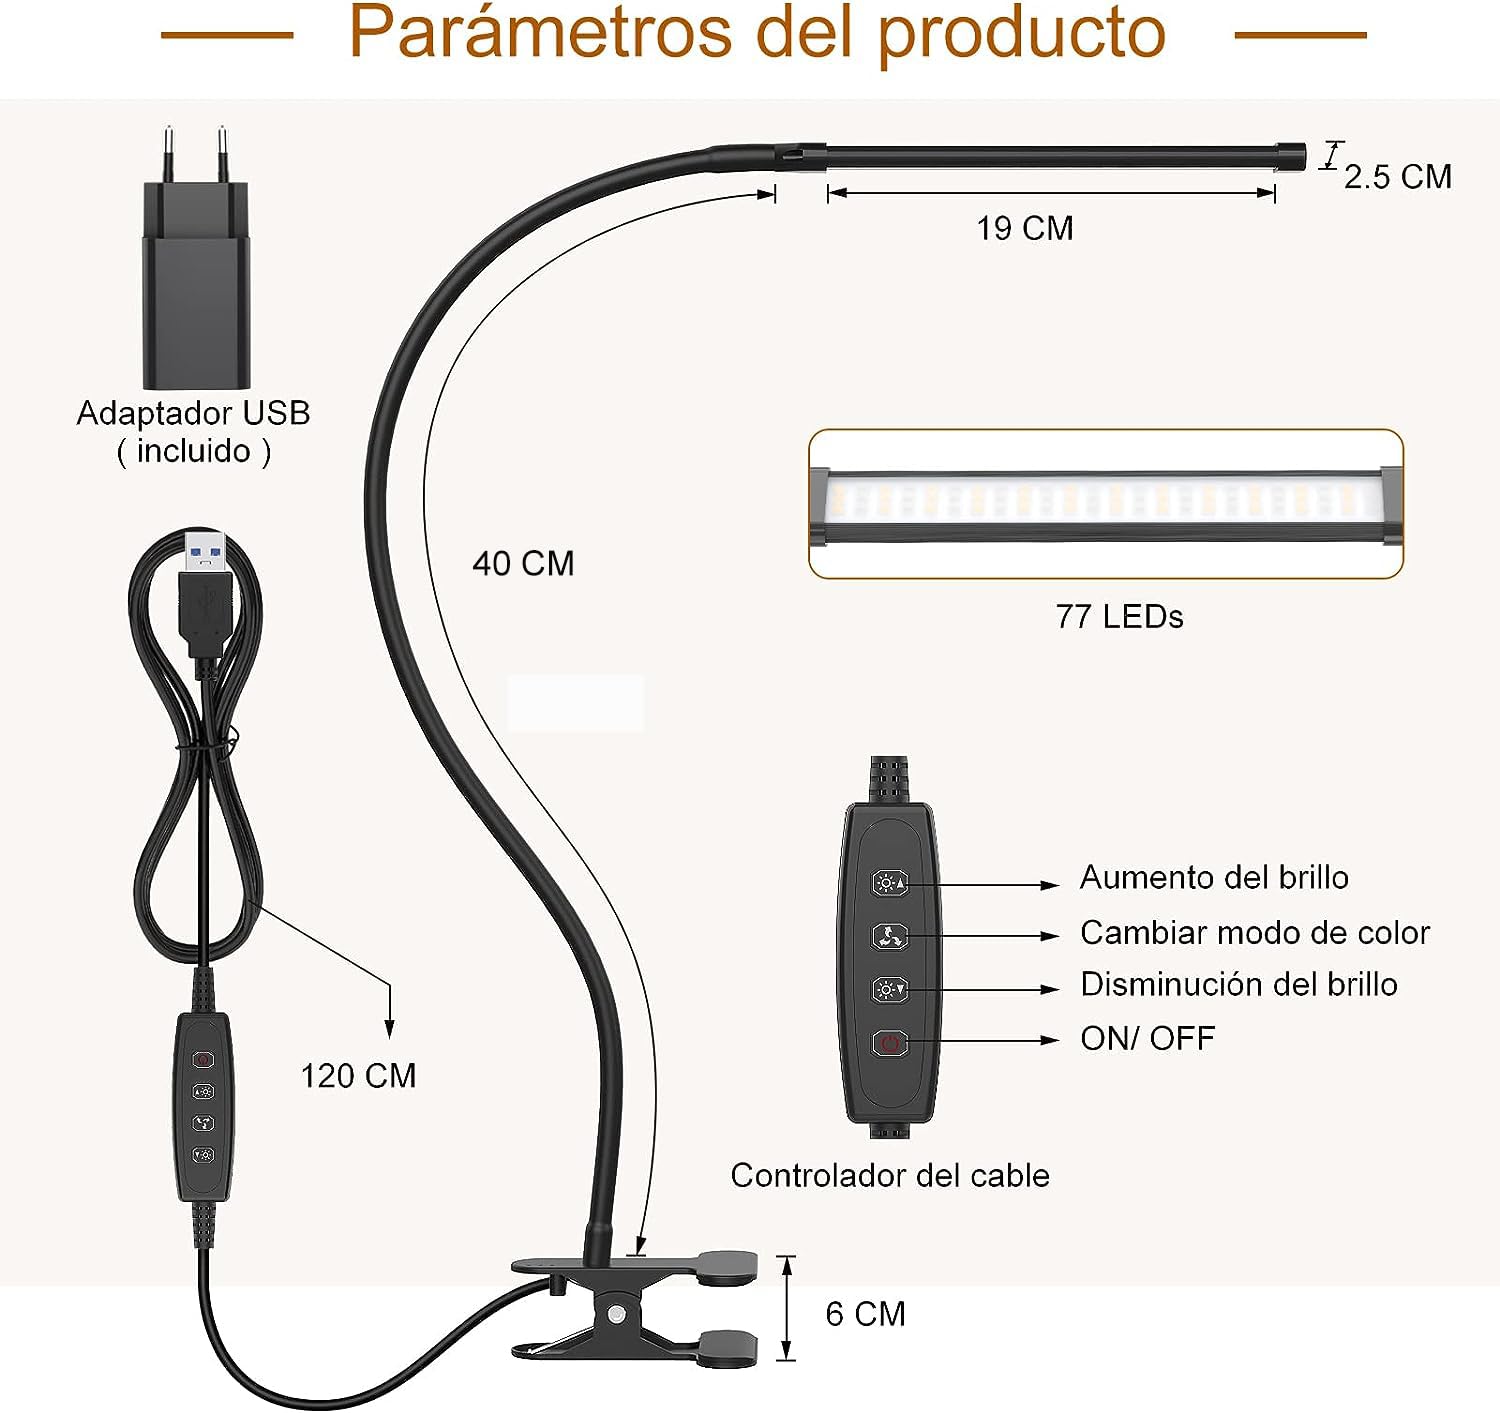 Parámetros del producto
2.5 CM
19 CM
Adaptador USB
( incluido )
40 CM
77 LEDs
Aumento del brillo
Cambiar modo de color
Disminución del brillo
ON/ OFF
120 CM
Controlador del cable
6 CM